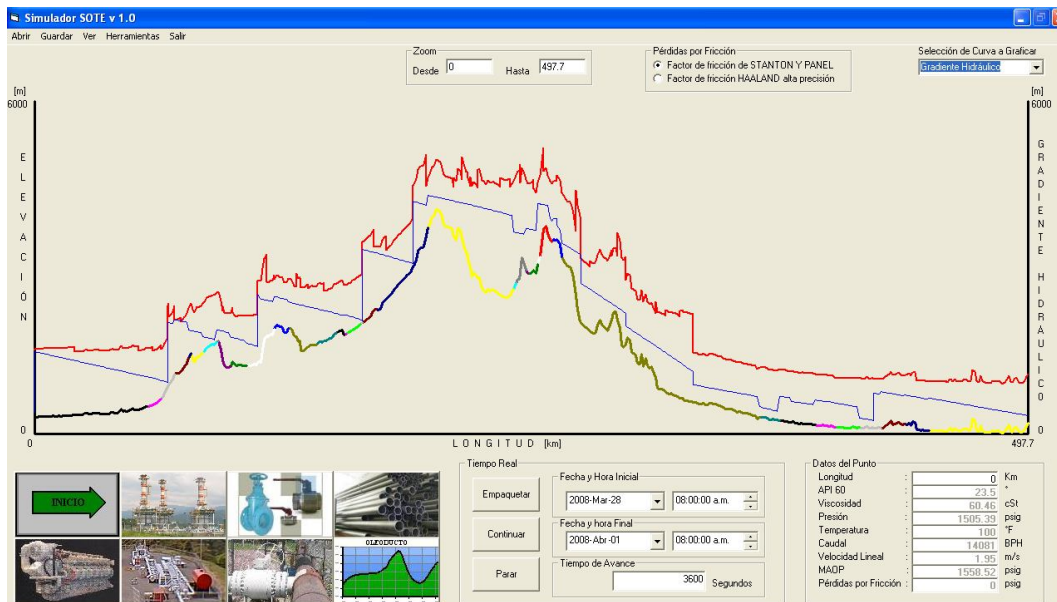 Simulador SOTE v 1.0
Abrir Guardar Ver Herramientas Salir
Zoom
Desde 0 Hasta 497.7
Pérdidas por Fricción
Factor de fricción de STANTON Y PANEL
Factor de fricción HAALAND alta precisión
Selección de Curva a Graficar
Gradiente Hidráulico
[m]
6000
ELEVACIÓN
0
[m]
6000
GRADIENTE HIDRAULICO
0
0
LONGITUD [km]
497.7
INICIO
OLEODUCTO
Tiempo Real
Empaquetar
Continuar
Parar
Fecha y Hora Inicial
2008-Mar-28 08:00:00 a.m.
Fecha y hora Final
2008-Abr-01 08:00:00 a.m.
Tiempo de Avance
3600 Segundos
Datos del Punto
Longitud : 0 Km
API 60 : 23.5 °
Viscosidad : 60.46 cSt
Presión : 1505.39 psig
Temperatura : 100 °F
Caudal : 14081 BPH
Velocidad Lineal : 1.95 m/s
MAOP : 1558.52 psig
Pérdidas por Fricción : 0 psig